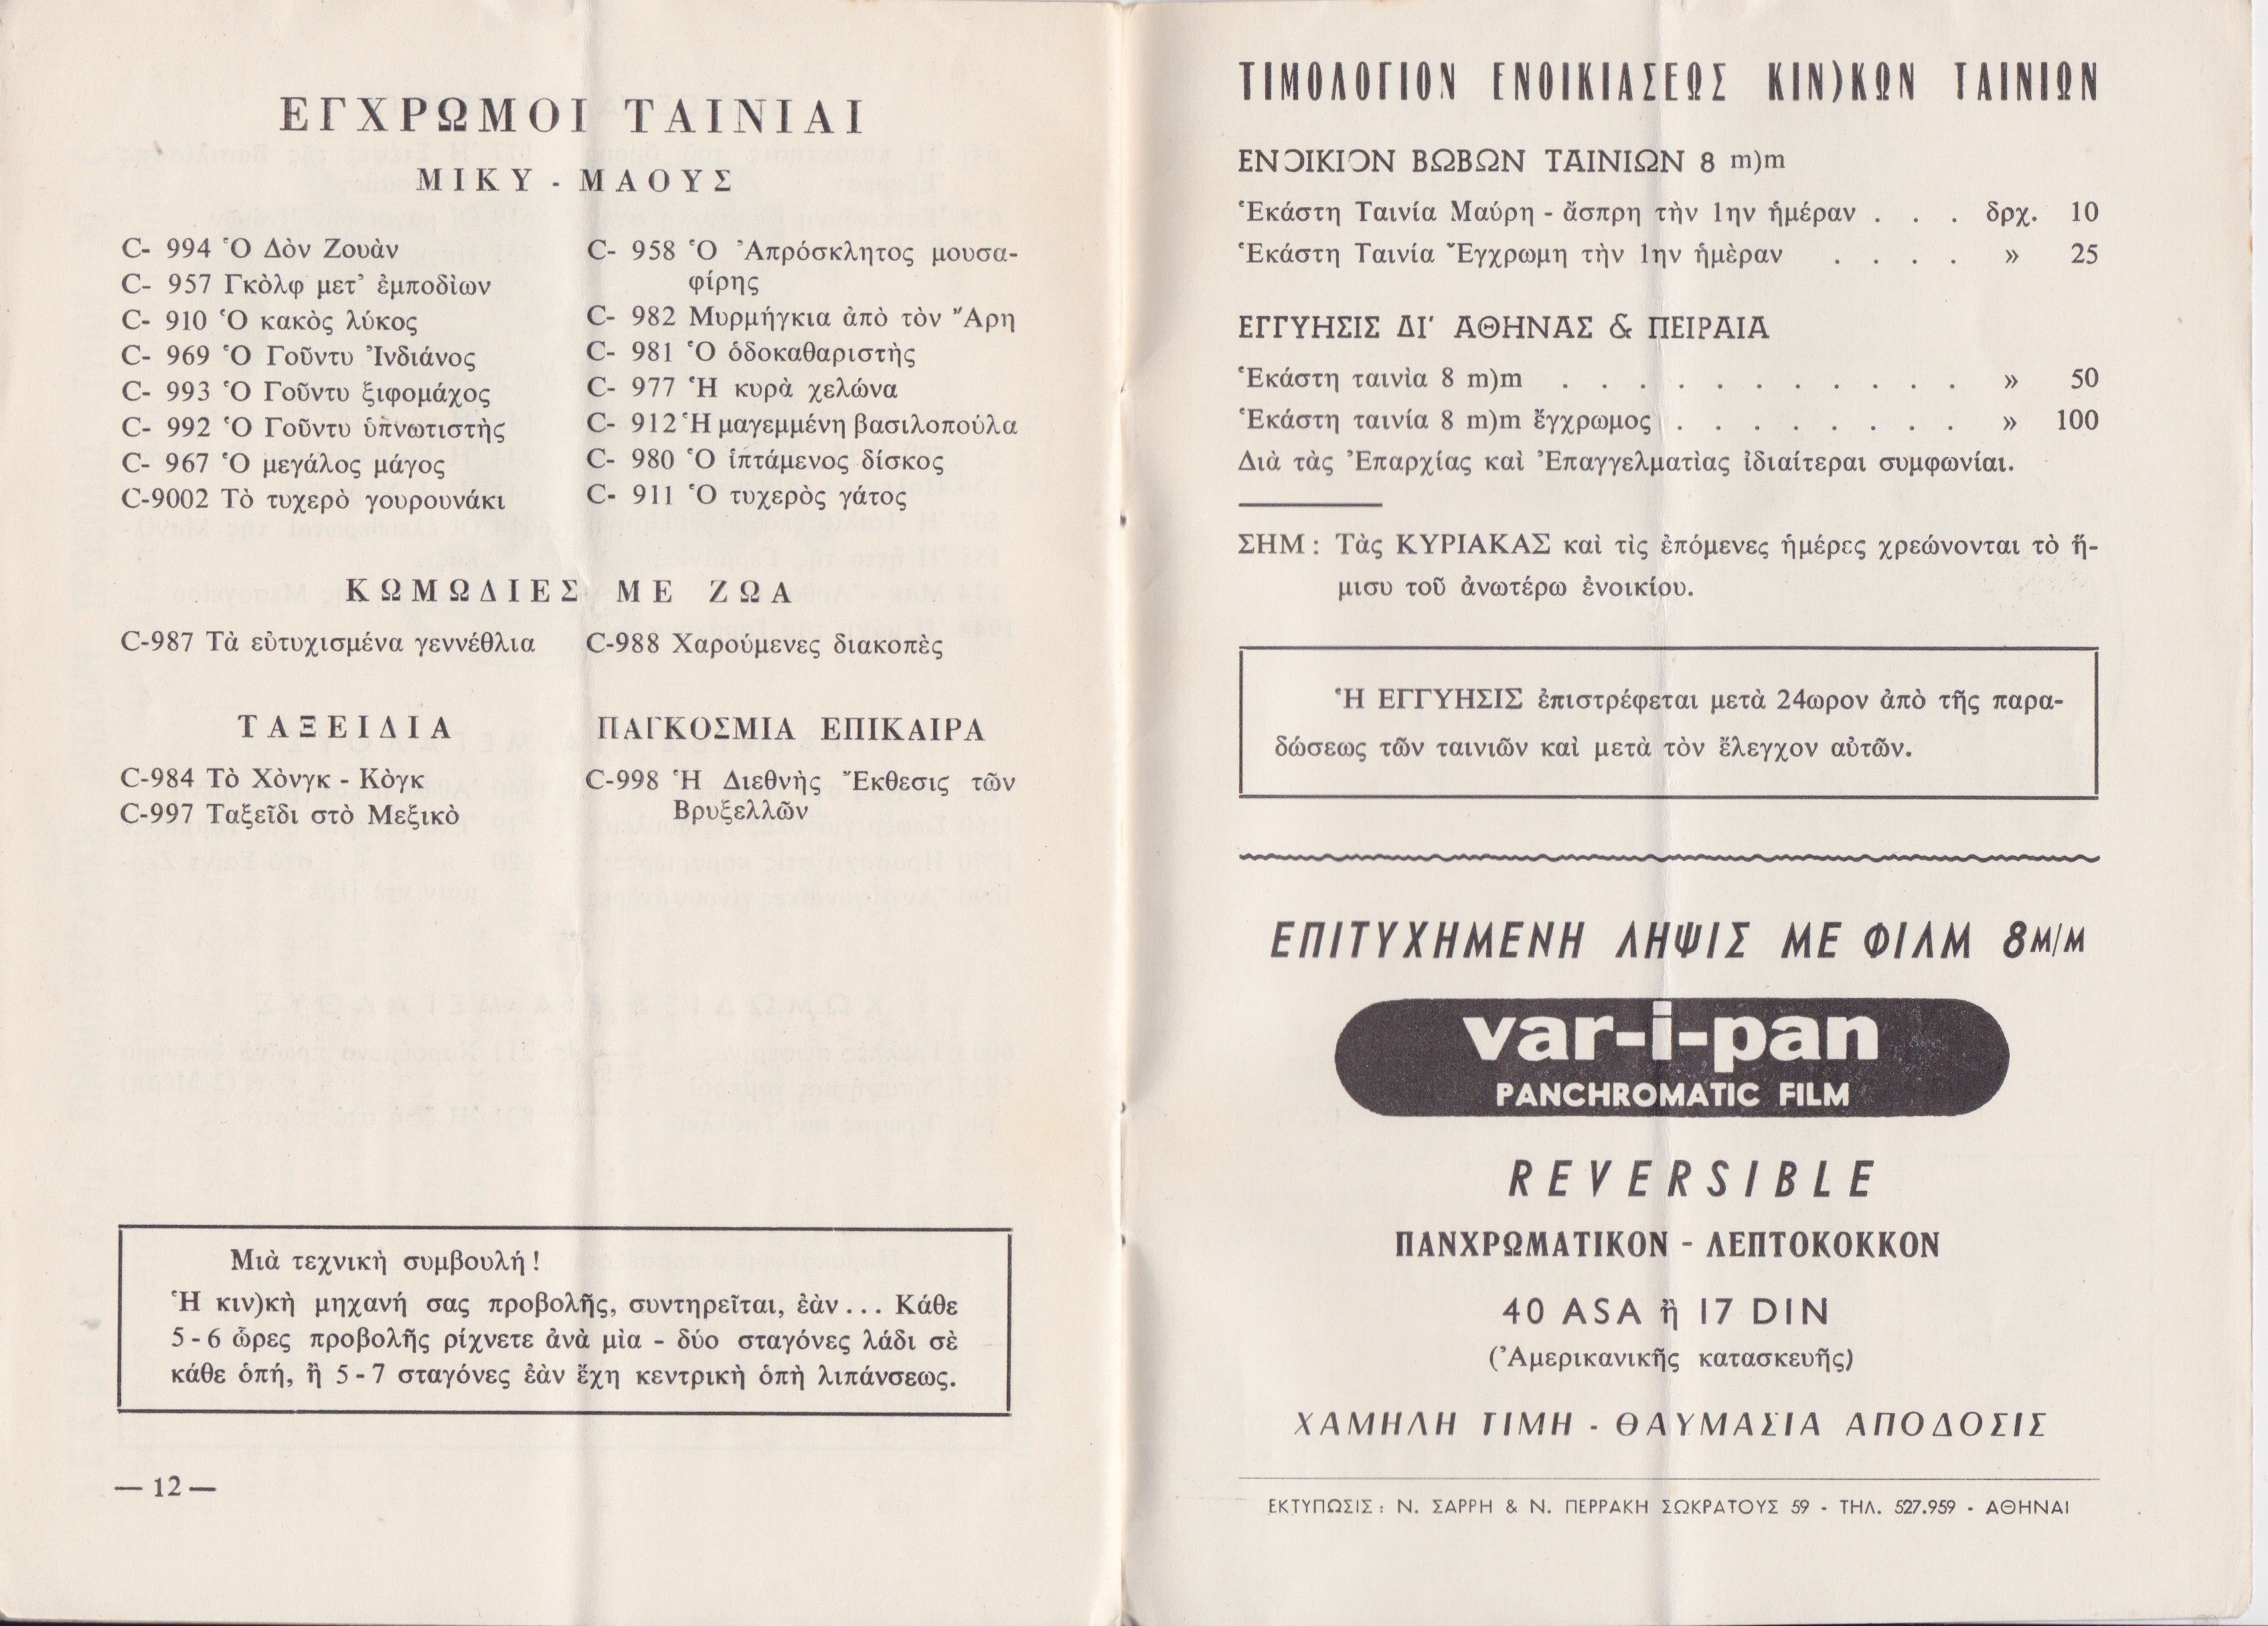 ΕΓΧΡΩΜΟΙ ΤΑΙΝΙΑΙ
ΜΙΚΥ - ΜΑΟΥΣ
C- 994 Ὁ Δὸν Ζουὰν
C- 957 Γκὸλφ μετ' ἐμποδὶων
C- 910 Ὁ κακὸς λύκος
C- 969 Ὁ Γοῦντυ Ἰνδιάνος
C- 993 Ὁ Γοῦντυ ξιφομάχος
C- 992 Ὁ Γοῦντυ ὑπνωτιστὴς
C- 967 Ὁ μεγάλος μάγος
C-9002 Τὸ τυχερὸ γουρουνάκι
C- 958 Ὁ Ἀπρόσκλητος μουσα-
φίρης
C- 982 Μυρμήγκια ἀπὸ τὸν Ἄρη
C- 981 Ὁ ὁδοκαθαριστὴς
C- 977 Ἡ κυρὰ χελώνα
C- 912 Ἡ μαγεμμένη βασιλοπούλα
C- 980 Ὁ ἱπτάμενος δίσκος
C- 911 Ὁ τυχερὸς γάτος
ΚΩΜΩΔΙΕΣ ΜΕ ΖΩΑ
C-987 Τὰ εὐτυχισμένα γεννέθλια
C-988 Χαρούμενες διακοπὲς
ΤΑΞΕΙΔΙΑ
C-984 Τὸ Χὸνγκ - Κὸγκ
C-997 Ταξεῖδι στὸ Μεξικὸ
ΠΑΓΚΟΣΜΙΑ ΕΠΙΚΑΙΡΑ
C-998 Ἡ Διεθνὴς Ἔκθεσις τῶν
Βρυξελλῶν
Μιὰ τεχνικὴ συμβουλή!
Ἡ κιν)κὴ μηχανή σας προβολῆς, συντηρεῖται, ἐὰν... Κάθε
5-6 ὧρες προβολῆς ρίχνετε ἀνὰ μὶα - δύο σταγόνες λάδι σὲ
κάθε ὀπή, ἢ 5-7 σταγόνες ἐὰν ἔχη κεντρικὴ ὀπὴ λιπάνσεως.
— 12 —
ΤΙΜΟΛΟΓΙΟΝ ΕΝΟΙΚΙΑΣΕΩΣ ΚΙΝ)ΚΩΝ ΤΑΙΝΙΩΝ
ΕΝΟΙΚΙΟΝ ΒΩΒΩΝ ΤΑΙΝΙΩΝ 8 m)m
Ἑκάστη Ταινία Μαύρη - ἄσπρη τὴν 1ην ἡμέραν . . . δρχ. 10
Ἑκάστη Ταινία Ἔγχρωμη τὴν 1ην ἡμὲραν . . . . » 25
ΕΓΓΥΗΣΙΣ ΔΙ' ΑΘΗΝΑΣ & ΠΕΙΡΑΙΑ
Ἑκάστη ταινὶα 8 m)m . . . . . . . . . . . » 50
Ἑκάστη ταινία 8 m)m ἔγχρωμος . . . . . . . . » 100
Διὰ τὰς Ἐπαρχίας καὶ Ἐπαγγελματὶας ἰδιαίτεραι συμφωνίαι.
ΣΗΜ: Τὰς ΚΥΡΙΑΚΑΣ καὶ τὶς ἑπόμενες ἡμέρες χρεώνονται τὸ ἥ-
μισυ τοῦ ἀνωτέρω ἐνοικίου.
Ἡ ΕΓΓΥΗΣΙΣ ἐπιστρέφεται μετὰ 24ωρον ἀπὸ τῆς παρα-
δώσεως τῶν ταινιῶν καὶ μετὰ τὸν ἔλεγχον αὐτῶν.
ΕΠΙΤΥΧΗΜΕΝΗ ΛΗΨΙΣ ΜΕ ΦΙΛΜ 8Μ/Μ
var-i-pan
PANCHROMATIC FILM
REVERSIBLE
ΠΑΝΧΡΩΜΑΤΙΚΟΝ - ΛΕΠΤΟΚΟΚΚΟΝ
40 ASA ἢ 17 DIN
(Ἀμερικανικῆς κατασκευῆς)
ΧΑΜΗΛΗ ΤΙΜΗ - ΘΑΥΜΑΣΙΑ ΑΠΟΔΟΣΙΣ
ΕΚΤΥΠΩΣΙΣ: Ν. ΣΑΡΡΗ & Ν. ΠΕΡΡΑΚΗ ΣΩΚΡΑΤΟΥΣ 59 - ΤΗΛ. 527.959 - ΑΘΗΝΑΙ